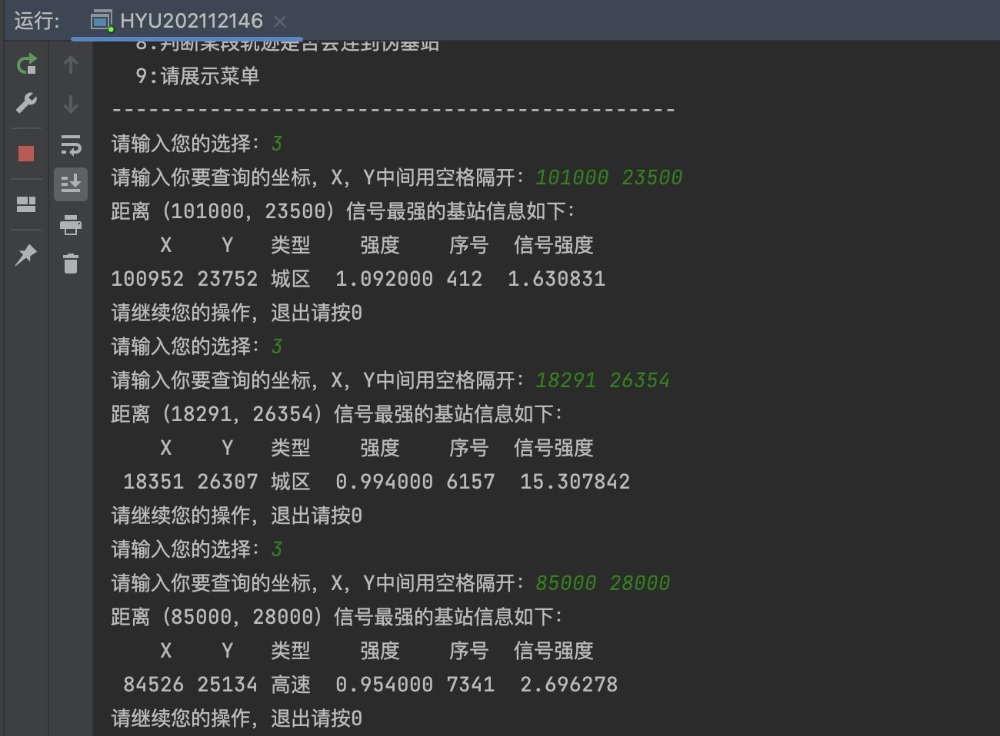 运行: HYU202112146
8:判断某段轨迹是否会连到伪基站
9:请展示菜单
----------------------------------------------
请输入您的选择：3
请输入你要查询的坐标，X，Y中间用空格隔开：101000 23500
距离（101000，23500）信号最强的基站信息如下：
X Y 类型 强度 序号 信号强度
100952 23752 城区 1.092000 412 1.630831
请继续您的操作，退出请按0
请输入您的选择：3
请输入你要查询的坐标，X，Y中间用空格隔开：18291 26354
距离（18291，26354）信号最强的基站信息如下：
X Y 类型 强度 序号 信号强度
18351 26307 城区 0.994000 6157 15.307842
请继续您的操作，退出请按0
请输入您的选择：3
请输入你要查询的坐标，X，Y中间用空格隔开：85000 28000
距离（85000，28000）信号最强的基站信息如下：
X Y 类型 强度 序号 信号强度
84526 25134 高速 0.954000 7341 2.696278
请继续您的操作，退出请按0